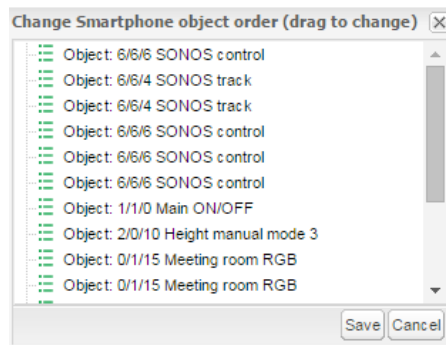 Change Smartphone object order (drag to change)
Object: 6/6/6 SONOS control
Object: 6/6/4 SONOS track
Object: 6/6/4 SONOS track
Object: 6/6/6 SONOS control
Object: 6/6/6 SONOS control
Object: 6/6/6 SONOS control
Object: 1/1/0 Main ON/OFF
Object: 2/0/10 Height manual mode 3
Object: 0/1/15 Meeting room RGB
Object: 0/1/15 Meeting room RGB
Save Cancel